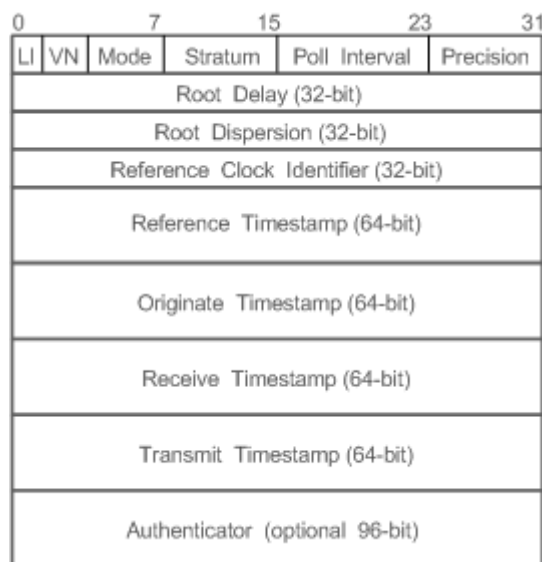 0 7 15 23 31
LI VN Mode Stratum Poll Interval Precision
Root Delay (32-bit)
Root Dispersion (32-bit)
Reference Clock Identifier (32-bit)
Reference Timestamp (64-bit)
Originate Timestamp (64-bit)
Receive Timestamp (64-bit)
Transmit Timestamp (64-bit)
Authenticator (optional 96-bit)